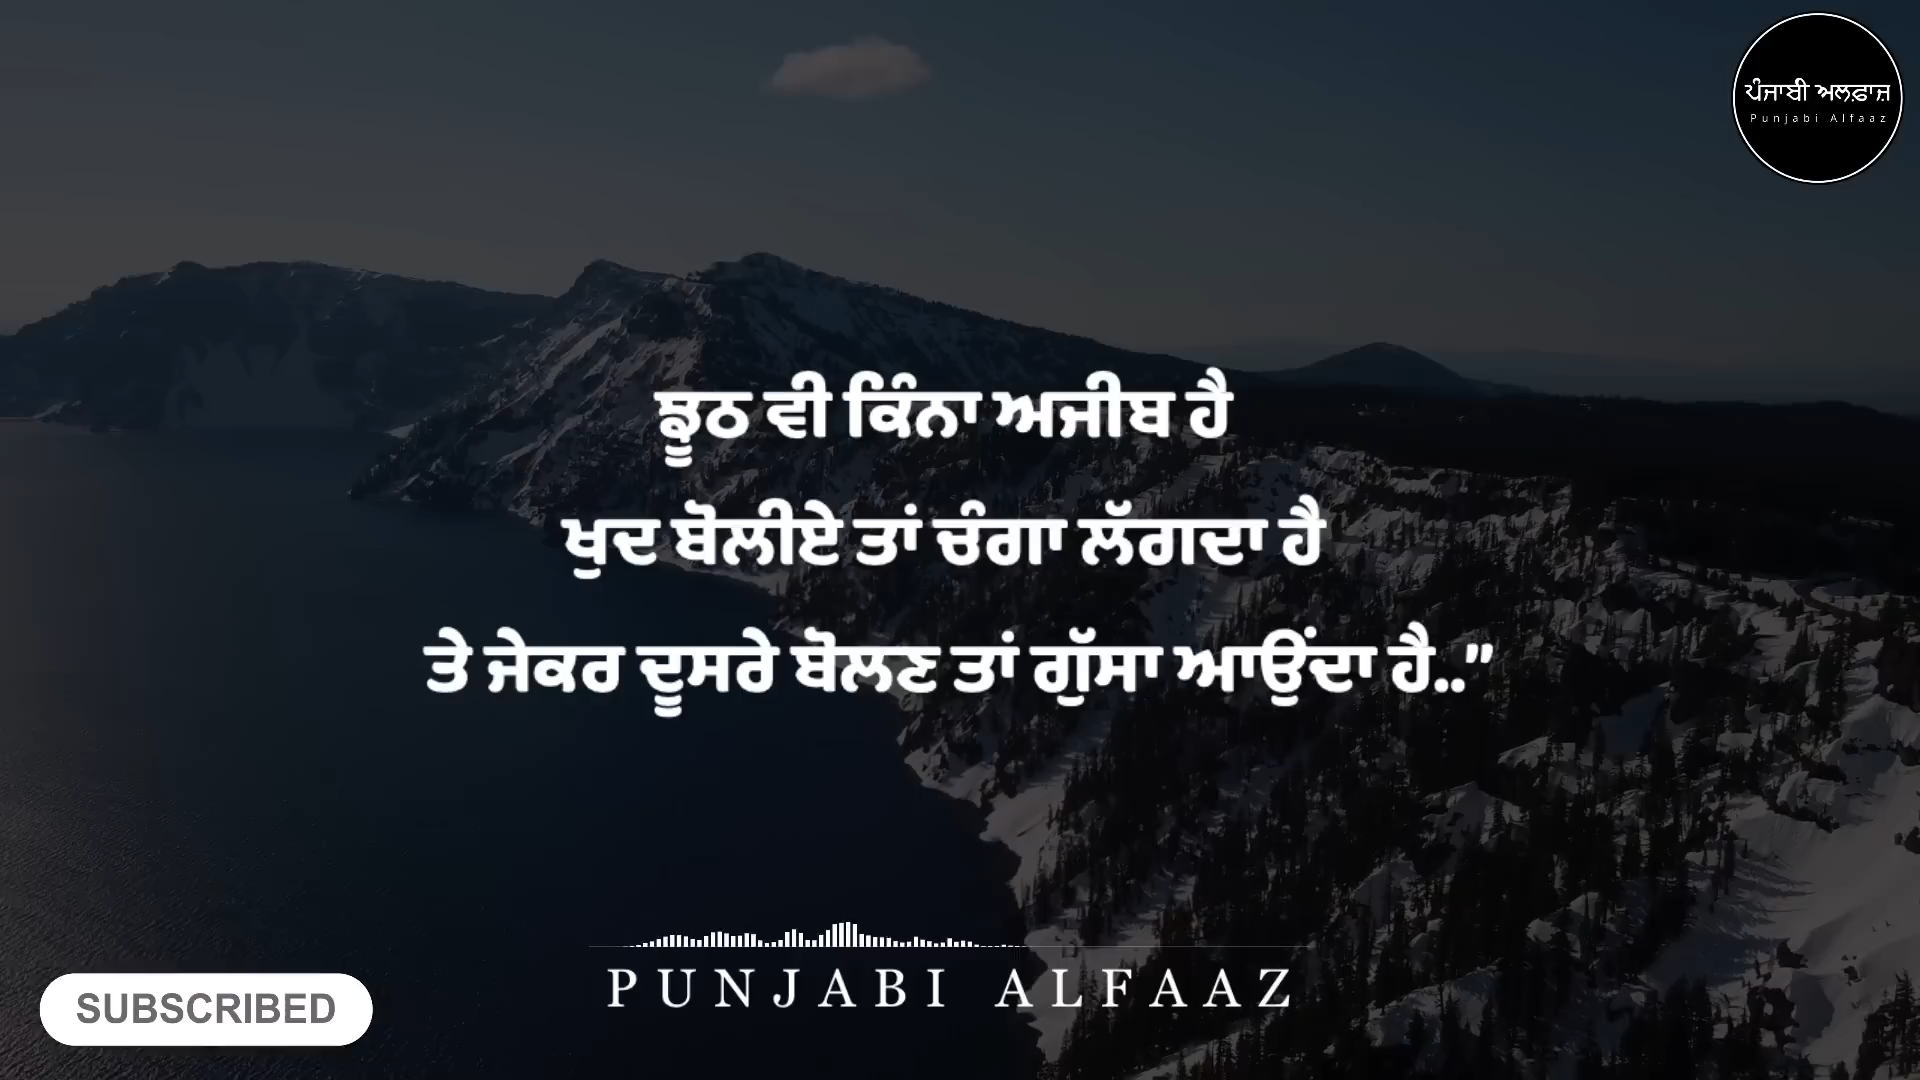 ਪੰਜਾਬੀ ਅਲਫ਼ਾਜ਼
Punjabi Alfaaz
ਝੂਠ ਵੀ ਕਿੰਨਾ ਅਜੀਬ ਹੈ
ਖੁਦ ਬੋਲੀਏ ਤਾਂ ਚੰਗਾ ਲੱਗਦਾ ਹੈ
ਤੇ ਜੇਕਰ ਦੂਸਰੇ ਬੋਲਣ ਤਾਂ ਗੁੱਸਾ ਆਉਂਦਾ ਹੈ.."
PUNJABI ALFAAZ
SUBSCRIBED